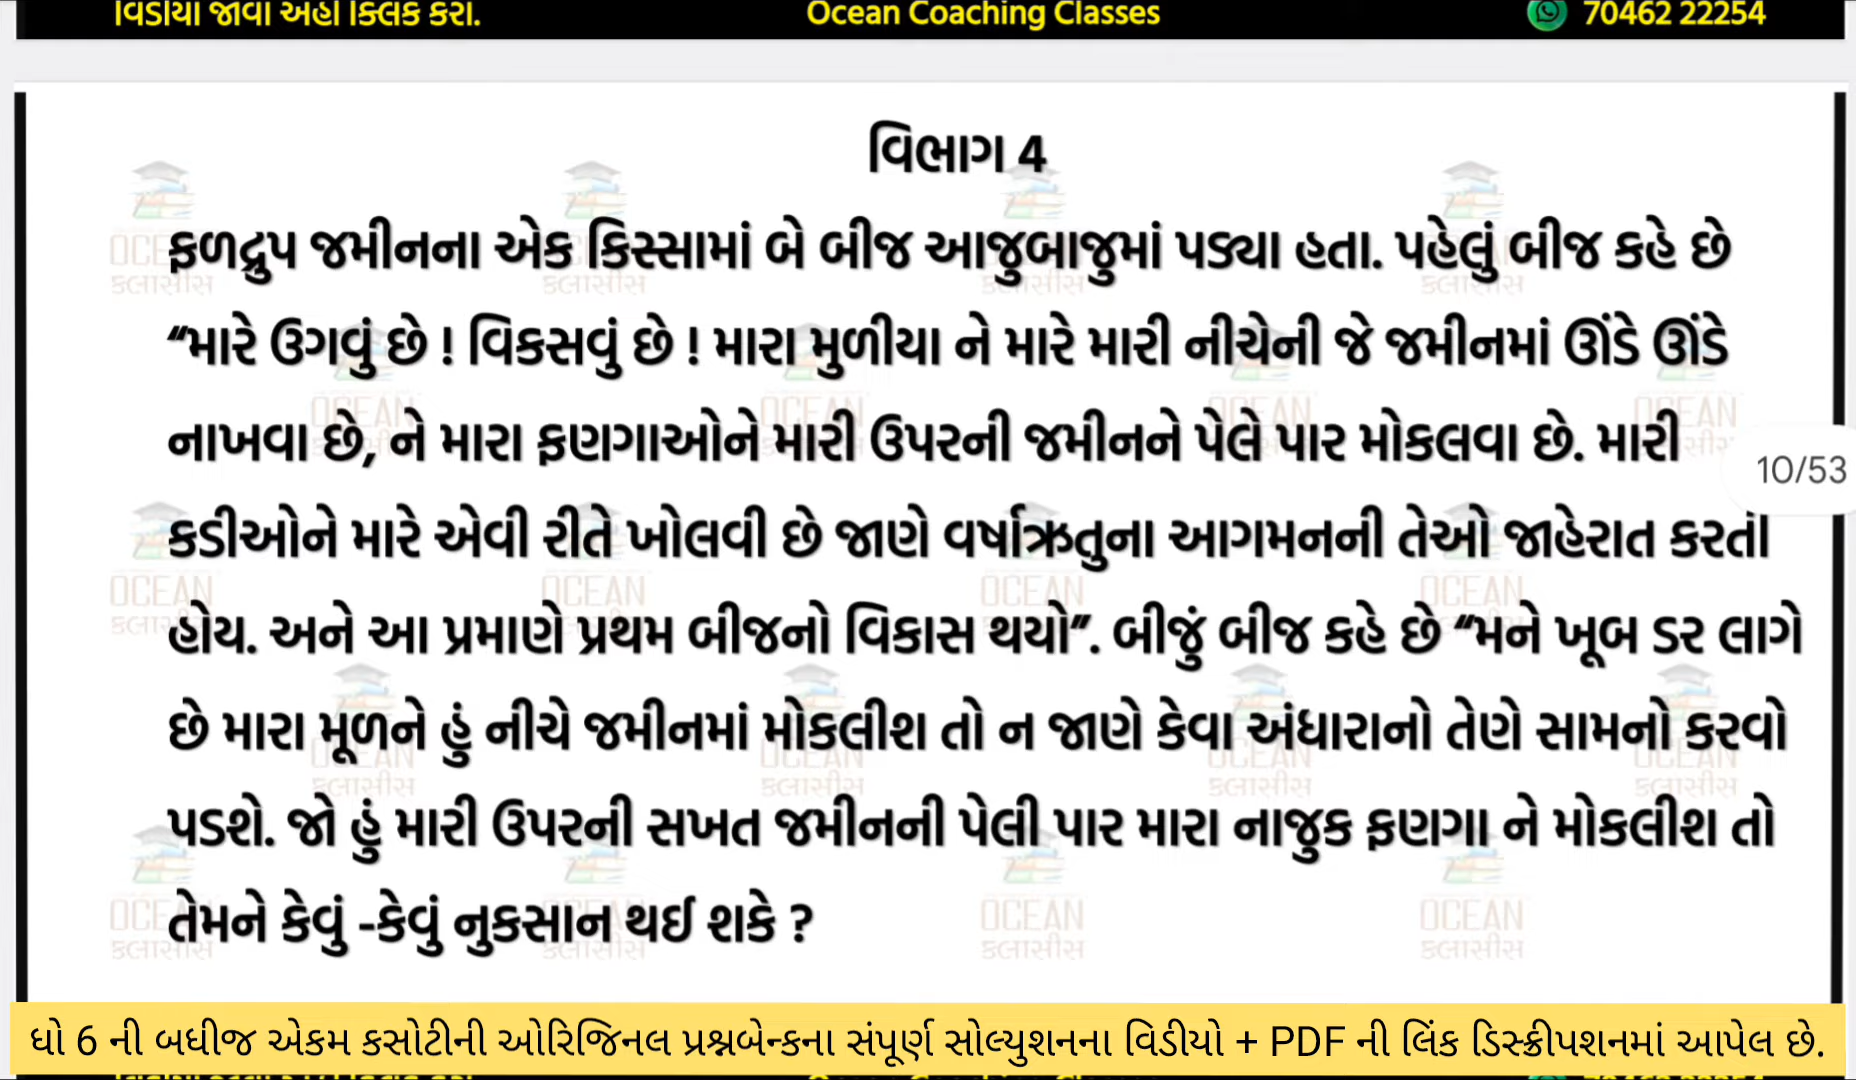 વિડીયો જોવા અહી ક્લિક કરો.
Ocean Coaching Classes
70462 22254
વિભાગ 4
ફળદ્રુપ જમીનના એક કિસ્સામાં બે બીજ આજુબાજુમાં પડ્યા હતા. પહેલું બીજ કહે છે
“મારે ઉગવું છે ! વિકસવું છે ! મારા મુળીયા ને મારે મારી નીચેની જે જમીનમાં ઊંડે ઊંડે
નાખવા છે, ને મારા ફણગાઓને મારી ઉપરની જમીનને પેલે પાર મોકલવા છે. મારી
10/53
કડીઓને મારે એવી રીતે ખોલવી છે જાણે વર્ષાઋતુના આગમનની તેઓ જાહેરાત કરતી
હોય. અને આ પ્રમાણે પ્રથમ બીજનો વિકાસ થયો”. બીજું બીજ કહે છે “મને ખૂબ ડર લાગે
છે મારા મૂળને હું નીચે જમીનમાં મોકલીશ તો ન જાણે કેવા અંધારાનો તેણે સામનો કરવો
પડશે. જો હું મારી ઉપરની સખત જમીનની પેલી પાર મારા નાજુક ફણગા ને મોકલીશ તો
તેમને કેવું -કેવું નુકસાન થઈ શકે ?
ધો 6 ની બધીજ એકમ કસોટીની ઓરિજિનલ પ્રશ્નબેન્કના સંપૂર્ણ સોલ્યુશનના વિડીયો + PDF ની લિંક ડિસ્ક્રીપશનમાં આપેલ છે.